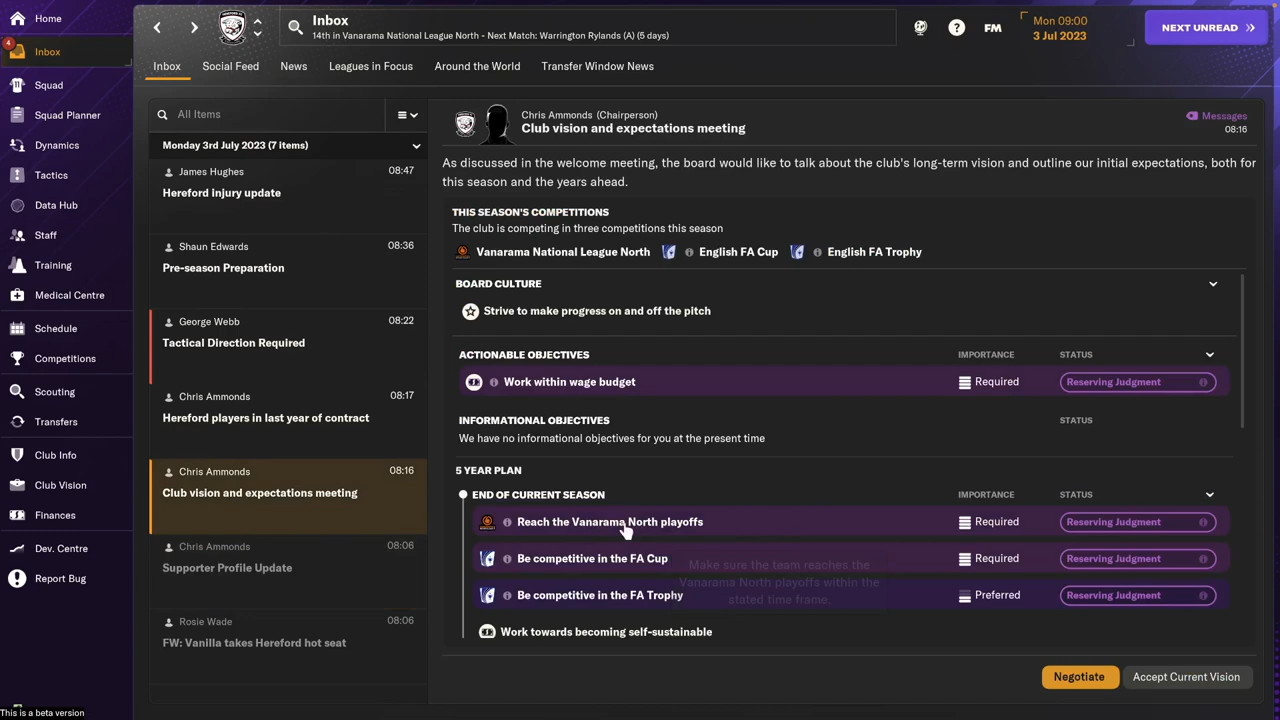 Home
4
Inbox
Squad
Squad Planner
Dynamics
Tactics
Data Hub
Staff
Training
Medical Centre
Schedule
Competitions
Scouting
Transfers
Club Info
Club Vision
Finances
Dev. Centre
Report Bug
This is a beta version
Inbox
14th in Vanarama National League North - Next Match: Warrington Rylands (A) (5 days)
?
FM
Mon 09:00
3 Jul 2023
NEXT UNREAD
Inbox
Social Feed
News
Leagues in Focus
Around the World
Transfer Window News
All Items
Monday 3rd July 2023 (7 items)
James Hughes 08:47
Hereford injury update
Shaun Edwards 08:36
Pre-season Preparation
George Webb 08:22
Tactical Direction Required
Chris Ammonds 08:17
Hereford players in last year of contract
Chris Ammonds 08:16
Club vision and expectations meeting
Chris Ammonds 08:06
Supporter Profile Update
Rosie Wade 08:06
FW: Vanilla takes Hereford hot seat
Chris Ammonds (Chairperson)
Club vision and expectations meeting
Messages
08:16
As discussed in the welcome meeting, the board would like to talk about the club's long-term vision and outline our initial expectations, both for
this season and the years ahead.
THIS SEASON'S COMPETITIONS
The club is competing in three competitions this season
Vanarama National League North English FA Cup English FA Trophy
BOARD CULTURE
Strive to make progress on and off the pitch
ACTIONABLE OBJECTIVES IMPORTANCE STATUS
Work within wage budget Required Reserving Judgment
INFORMATIONAL OBJECTIVES STATUS
We have no informational objectives for you at the present time
5 YEAR PLAN
END OF CURRENT SEASON IMPORTANCE STATUS
Reach the Vanarama North playoffs Required Reserving Judgment
Be competitive in the FA Cup Required Reserving Judgment
Make sure the team reaches the
Vanarama North playoffs within the
stated time frame.
Be competitive in the FA Trophy Preferred Reserving Judgment
Work towards becoming self-sustainable
Negotiate
Accept Current Vision